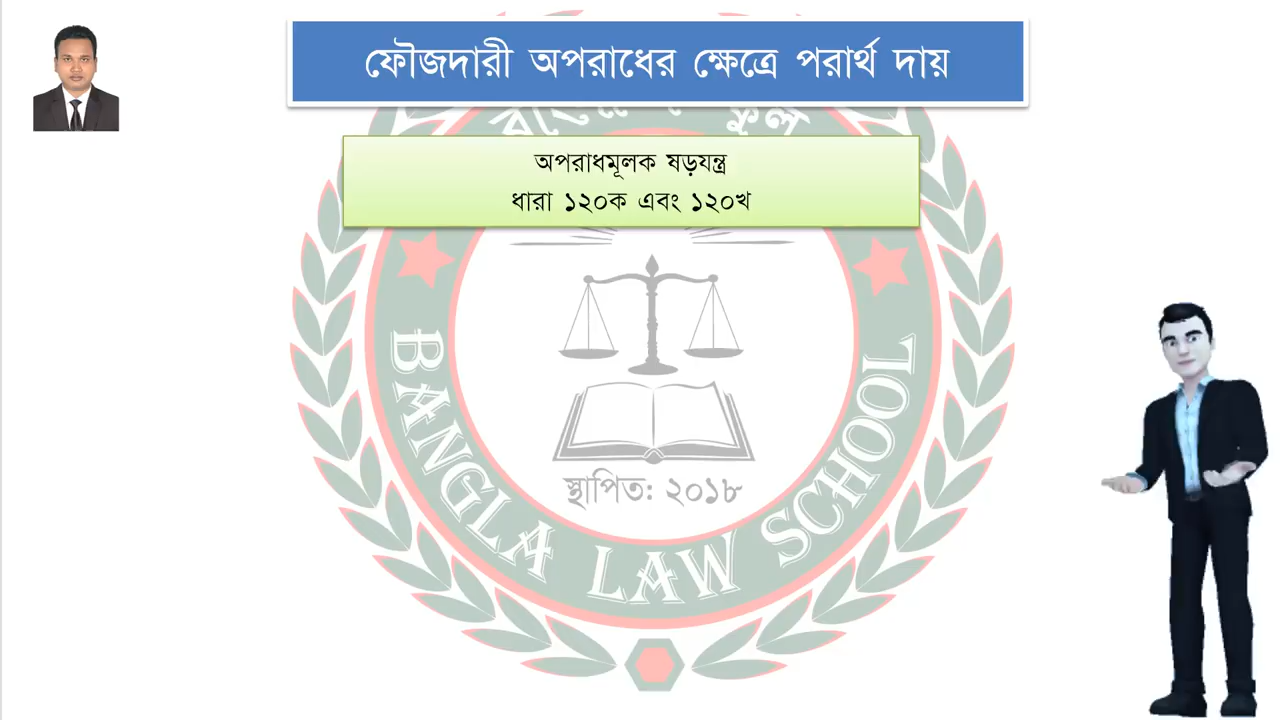 ফৌজদারী অপরাধের ক্ষেত্রে পরার্থ দায়
অপরাধমূলক ষড়যন্ত্র
ধারা ১২০ক এবং ১২০খ
স্থাপিত: ২০১৮
BANGLA LAW SCHOOL